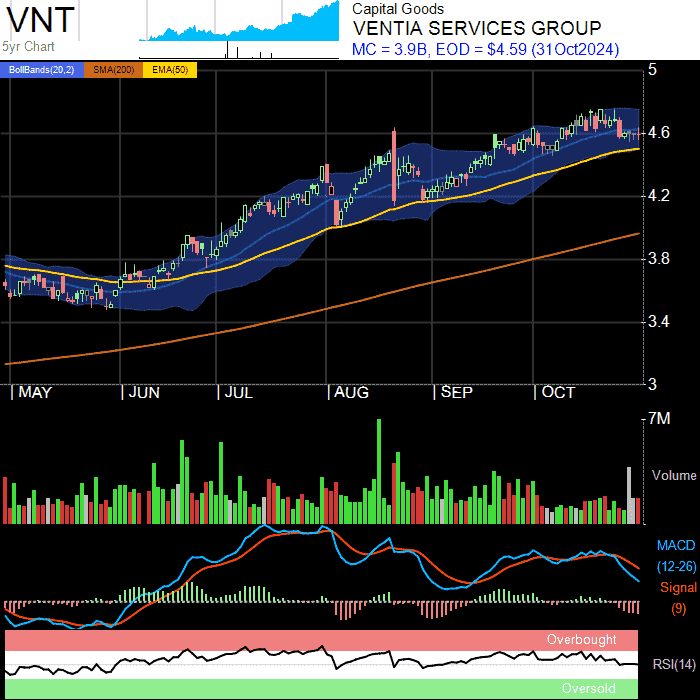 VNT
5yr Chart
Capital Goods
VENTIA SERVICES GROUP
MC = 3.9B, EOD = $4.59 (31Oct2024)
BollBands(20,2) SMA(200) EMA(50)
5
4.6
4.2
3.8
3.4
3
MAY JUN JUL AUG SEP OCT
7M
Volume
MACD
(12-26)
Signal
(9)
Overbought
RSI(14)
Oversold